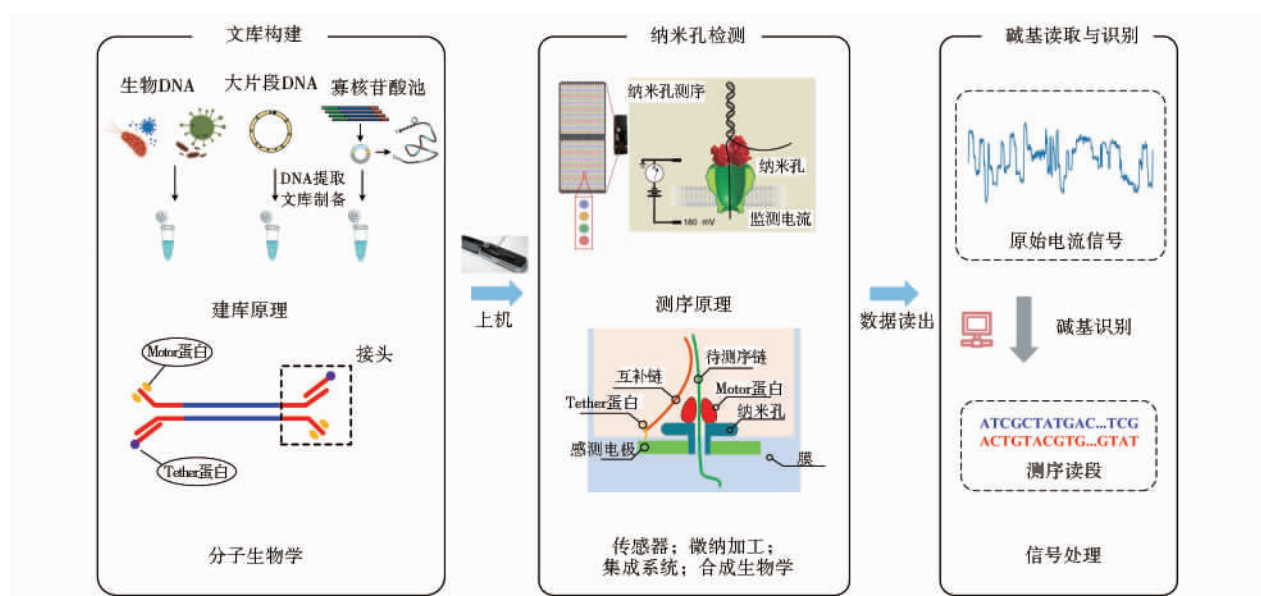 文库构建
生物DNA
大片段DNA
寡核苷酸池
DNA提取
文库制备
建库原理
Motor蛋白
接头
Tether蛋白
分子生物学
上机
纳米孔检测
纳米孔测序
纳米孔
监测电流
180 mV
测序原理
待测序链
互补链
Motor蛋白
Tether蛋白
纳米孔
感测电极
膜
传感器；微纳加工；
集成系统；合成生物学
数据读出
碱基读取与识别
原始电流信号
碱基识别
ATCGCTATGAC...TCG
ACTGTACGTG...GTAT
测序读段
信号处理